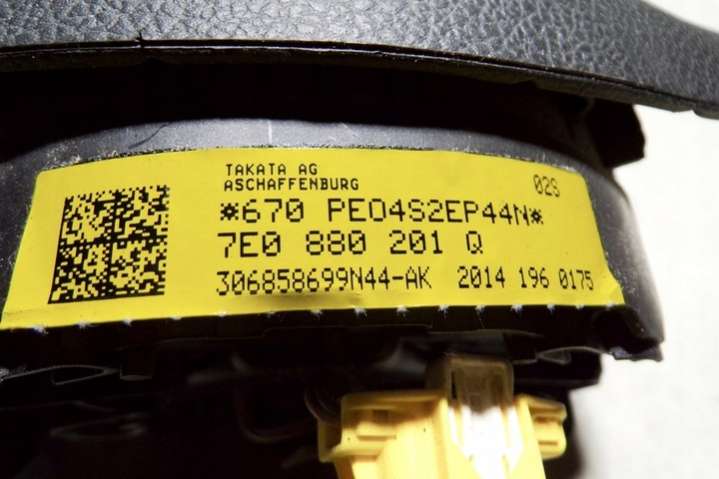 TAKATA AG
ASCHAFFENBURG
02S
*670 PE04S2EP44N*
7E0 880 201 Q
306858699N44-AK 2014 196 0175